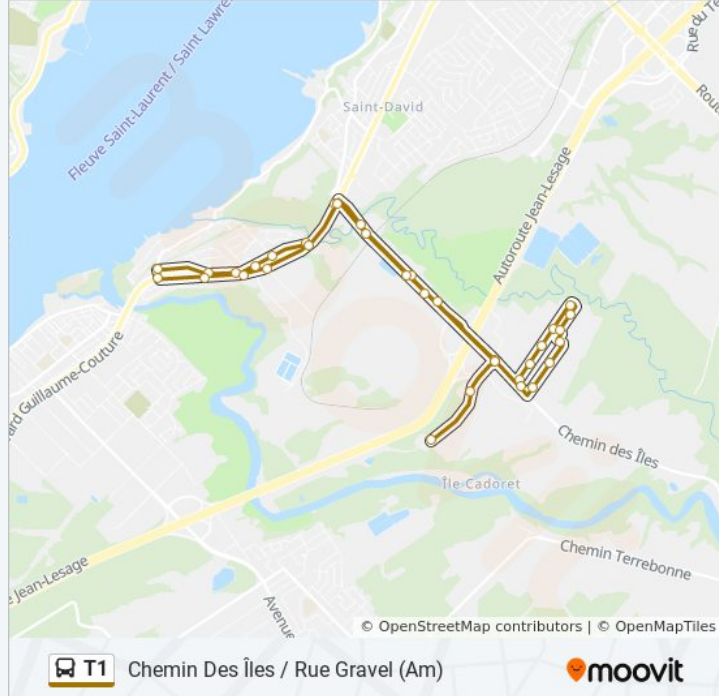 Rue du Te
Saint-David
Rout
Fleuve Saint-Laurent / Saint Lawre
Autoroute Jean-Lesage
ard Guillaume-Couture
Chemin des Îles
Île Cadoret
e Jean-Lesage
Chemin Terrebonne
Avenue
© OpenStreetMap contributors | © OpenMapTiles
T1 Chemin Des Îles / Rue Gravel (Am) moovit